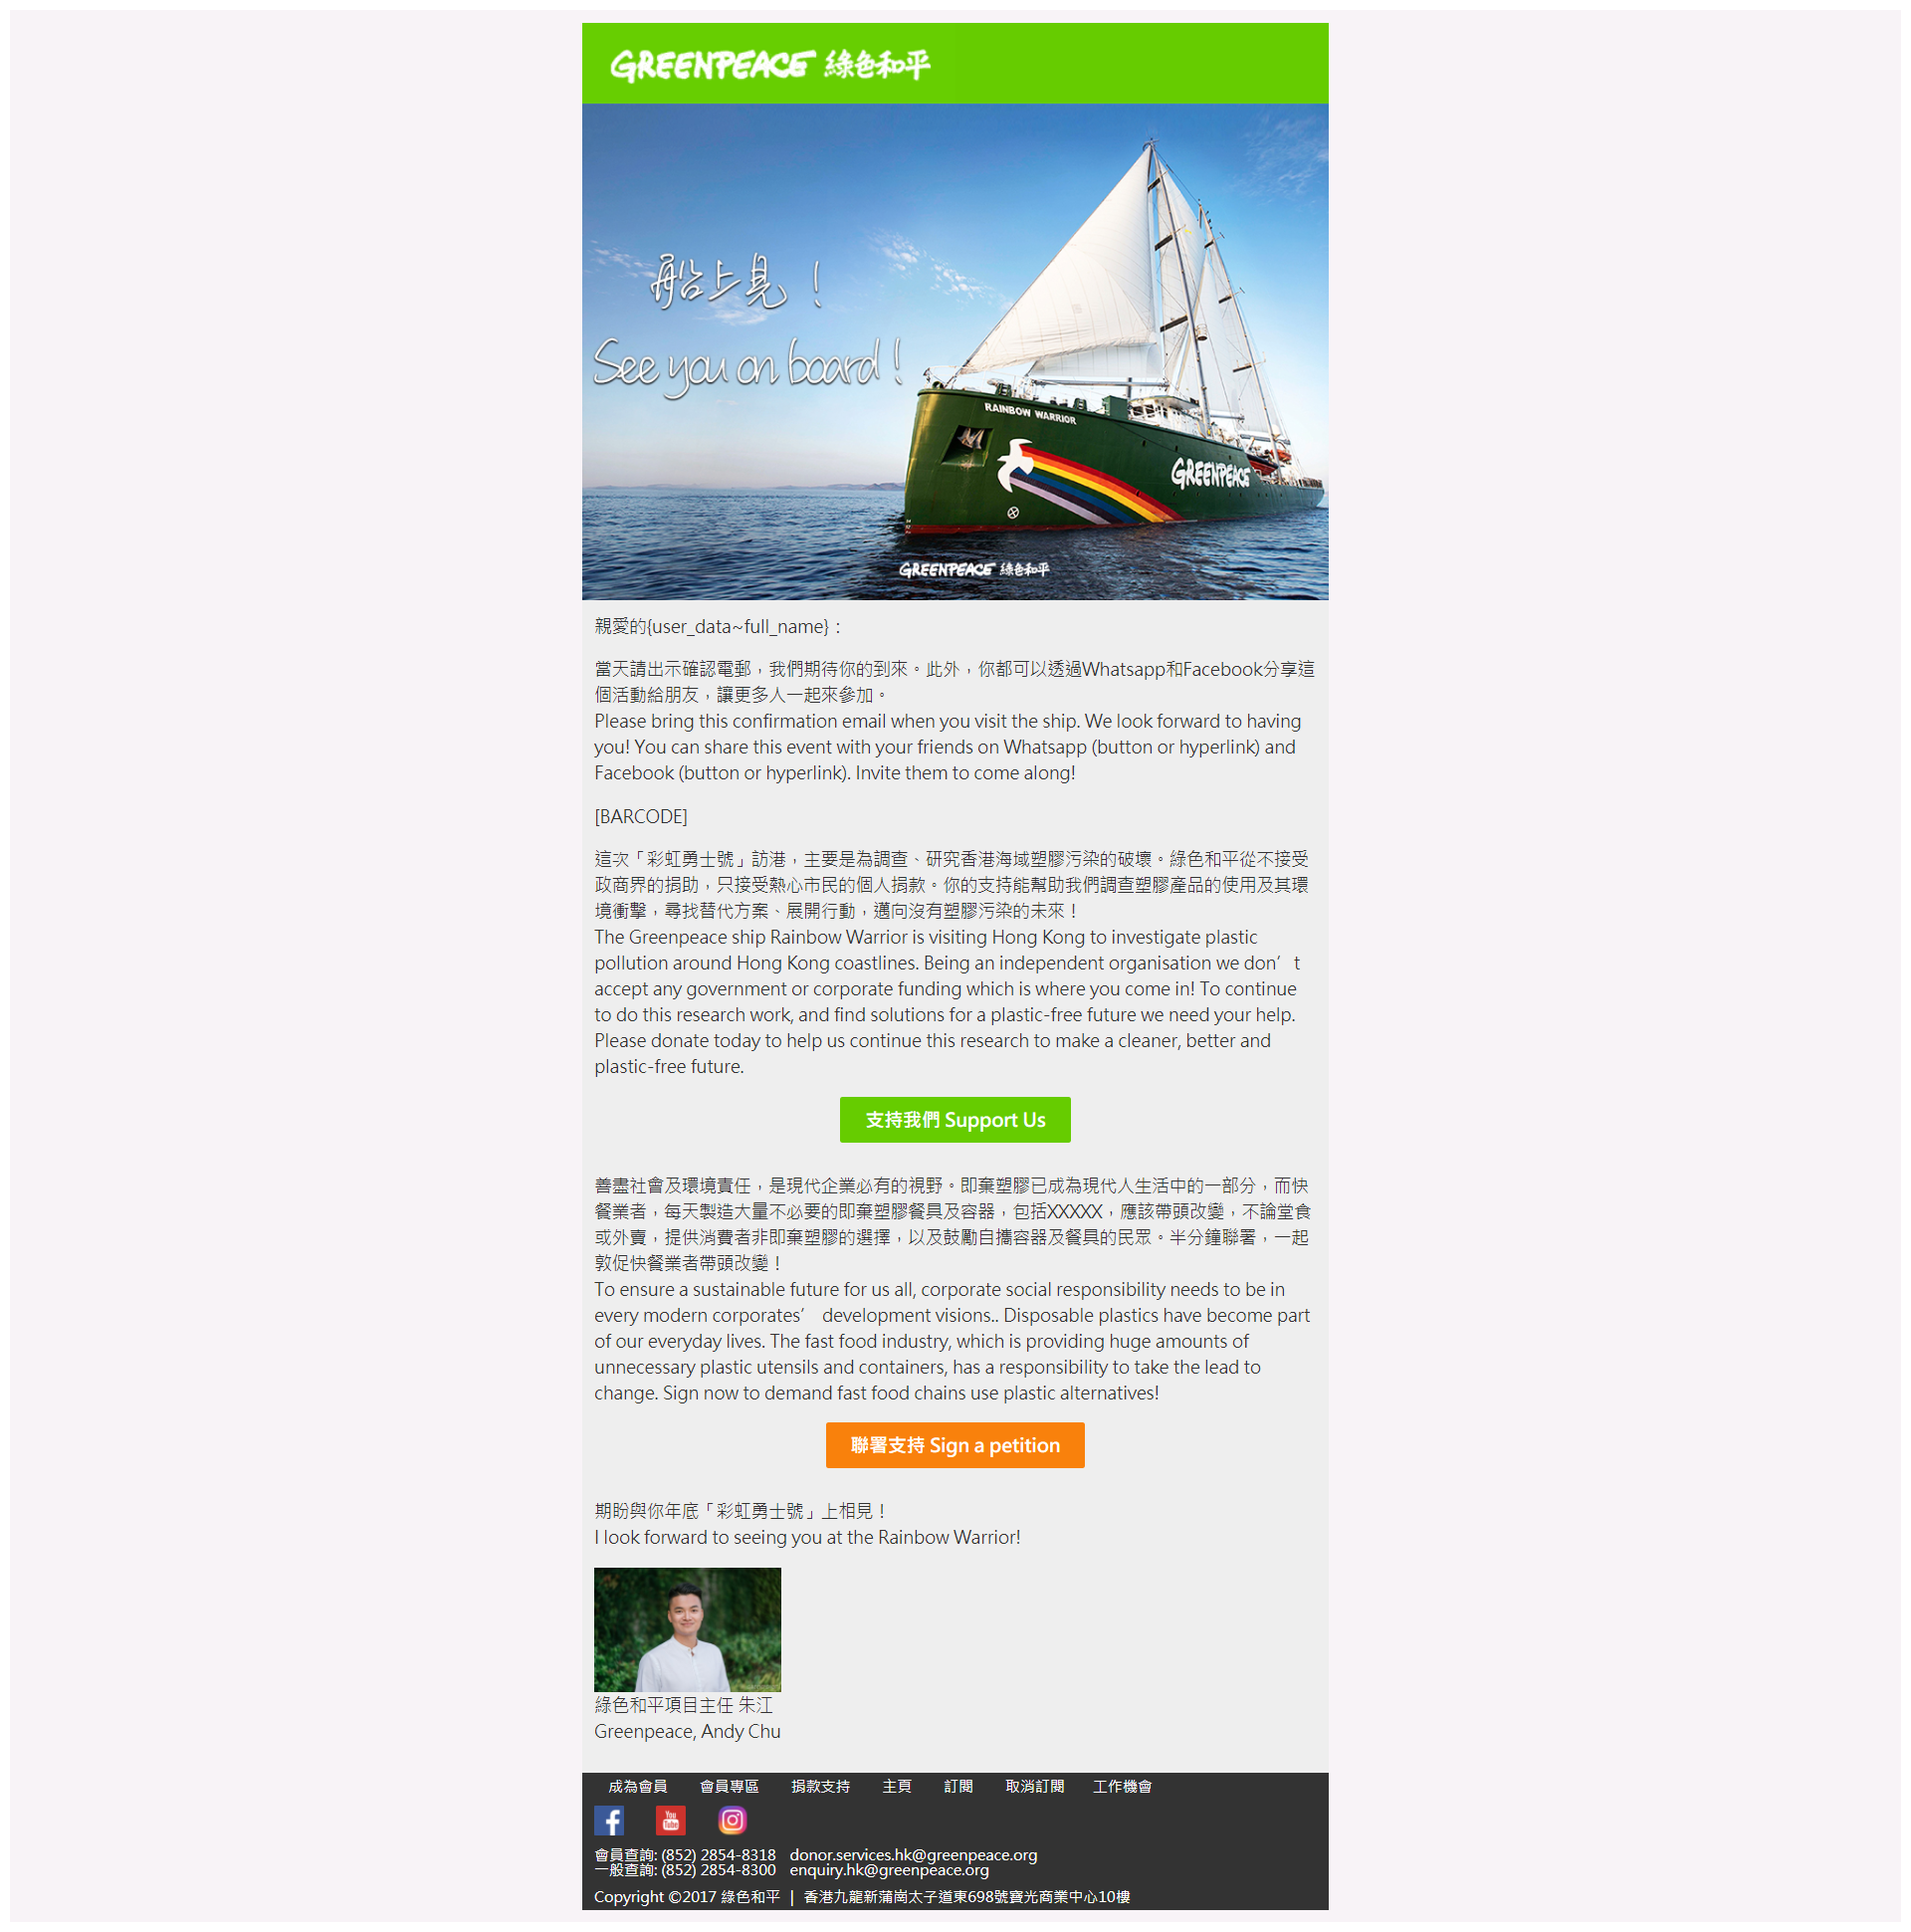 GREENPEACE 綠色和平
船上見！
See you on board!
RAINBOW WARRIOR
GREENPEACE
GREENPEACE 綠色和平
親愛的{user_data~full_name}：
當天請出示確認電郵，我們期待你的到來。此外，你都可以透過Whatsapp和Facebook分享這
個活動給朋友，讓更多人一起來參加。
Please bring this confirmation email when you visit the ship. We look forward to having
you! You can share this event with your friends on Whatsapp (button or hyperlink) and
Facebook (button or hyperlink). Invite them to come along!
[BARCODE]
這次「彩虹勇士號」訪港，主要是為調查、研究香港海域塑膠污染的破壞。綠色和平從不接受
政商界的捐助，只接受熱心市民的個人捐款。你的支持能幫助我們調查塑膠產品的使用及其環
境衝擊，尋找替代方案、展開行動，邁向沒有塑膠污染的未來！
The Greenpeace ship Rainbow Warrior is visiting Hong Kong to investigate plastic
pollution around Hong Kong coastlines. Being an independent organisation we don’t
accept any government or corporate funding which is where you come in! To continue
to do this research work, and find solutions for a plastic-free future we need your help.
Please donate today to help us continue this research to make a cleaner, better and
plastic-free future.
支持我們 Support Us
善盡社會及環境責任，是現代企業必有的視野。即棄塑膠已成為現代人生活中的一部分，而快
餐業者，每天製造大量不必要的即棄塑膠餐具及容器，包括XXXXX，應該帶頭改變，不論堂食
或外賣，提供消費者非即棄塑膠的選擇，以及鼓勵自攜容器及餐具的民眾。半分鐘聯署，一起
敦促快餐業者帶頭改變！
To ensure a sustainable future for us all, corporate social responsibility needs to be in
every modern corporates’ development visions.. Disposable plastics have become part
of our everyday lives. The fast food industry, which is providing huge amounts of
unnecessary plastic utensils and containers, has a responsibility to take the lead to
change. Sign now to demand fast food chains use plastic alternatives!
聯署支持 Sign a petition
期盼與你年底「彩虹勇士號」上相見！
I look forward to seeing you at the Rainbow Warrior!
綠色和平項目主任 朱江
Greenpeace, Andy Chu
成為會員 會員專區 捐款支持 主頁 訂閱 取消訂閱 工作機會
You Tube
會員查詢: (852) 2854-8318 donor.services.hk@greenpeace.org
一般查詢: (852) 2854-8300 enquiry.hk@greenpeace.org
Copyright ©2017 綠色和平 | 香港九龍新蒲崗太子道東698號寶光商業中心10樓